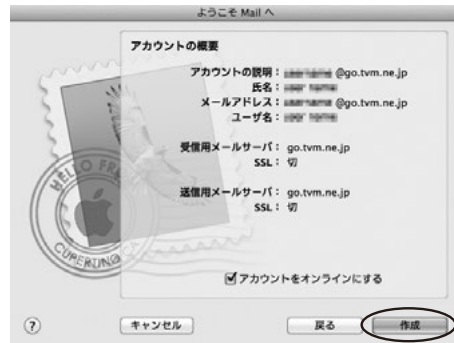 ようこそ Mail へ
アカウントの概要
アカウントの説明： @go.tvm.ne.jp
氏名：
メールアドレス： @go.tvm.ne.jp
ユーザ名：
受信用メールサーバ： go.tvm.ne.jp
SSL： 切
送信用メールサーバ： go.tvm.ne.jp
SSL： 切
HELLO FR
CUPERTINO
アカウントをオンラインにする
?
キャンセル
戻る
作成